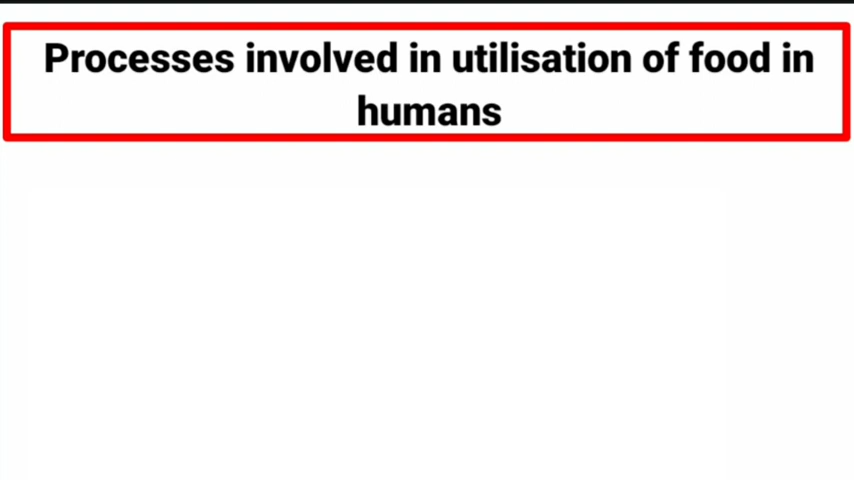 Processes involved in utilisation of food in
humans